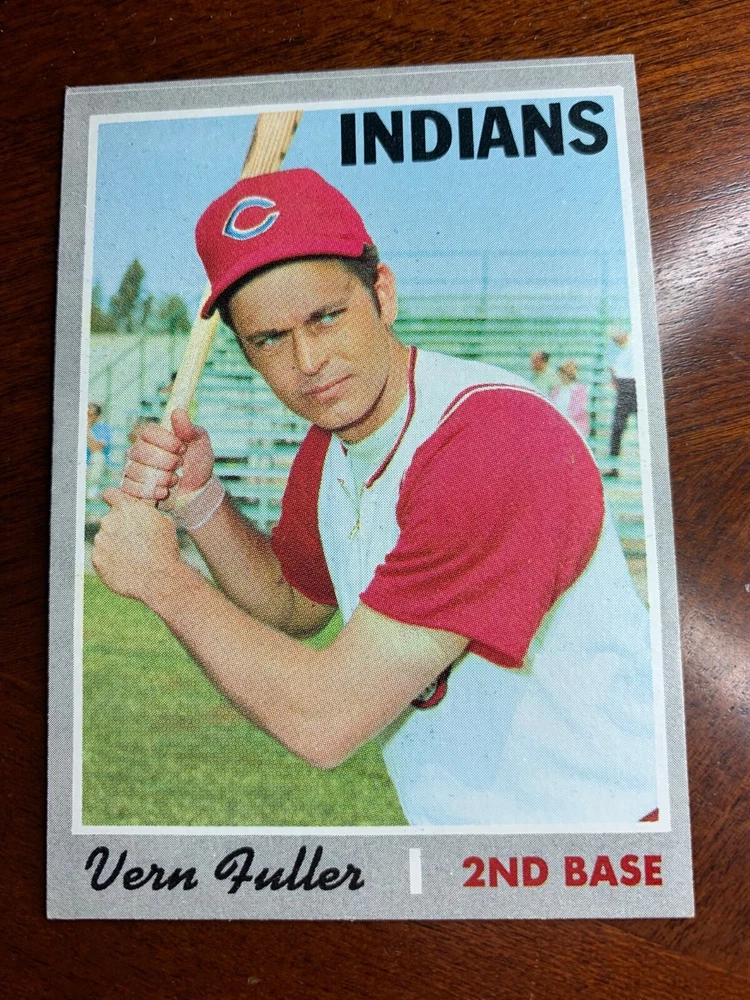 INDIANS
C
Vern Fuller
2ND BASE